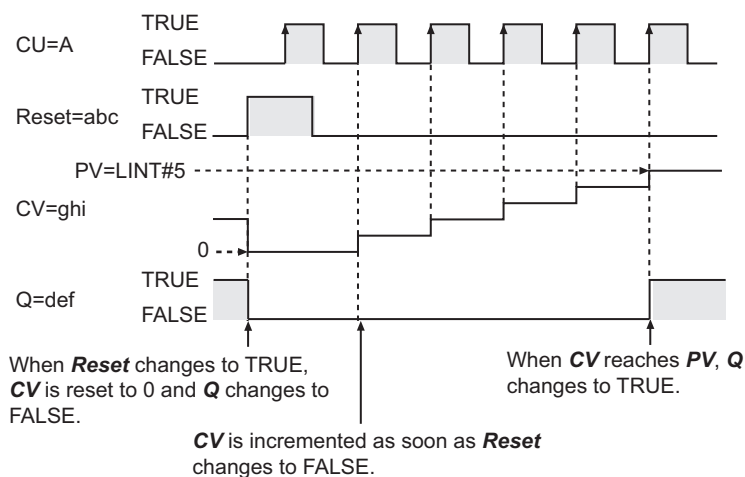 TRUE
CU=A
FALSE
TRUE
Reset=abc
FALSE
PV=LINT#5
CV=ghi
0
TRUE
Q=def
FALSE
When Reset changes to TRUE,
CV is reset to 0 and Q changes to
FALSE.
CV is incremented as soon as Reset
changes to FALSE.
When CV reaches PV, Q
changes to TRUE.